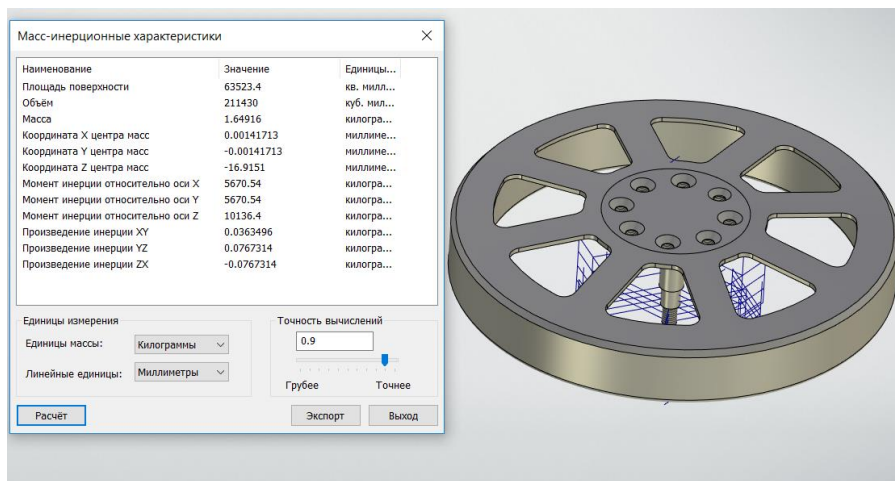 Масс-инерционные характеристики
Наименование Значение Единицы...
Площадь поверхности 63523.4 кв. милл...
Объём 211430 куб. мил...
Масса 1.64916 килогра...
Координата X центра масс 0.00141713 миллиме...
Координата Y центра масс -0.00141713 миллиме...
Координата Z центра масс -16.9151 миллиме...
Момент инерции относительно оси X 5670.54 килогра...
Момент инерции относительно оси Y 5670.54 килогра...
Момент инерции относительно оси Z 10136.4 килогра...
Произведение инерции XY 0.0363496 килогра...
Произведение инерции YZ 0.0767314 килогра...
Произведение инерции ZX -0.0767314 килогра...
Единицы измерения Точность вычислений
Единицы массы: Килограммы 0.9
Линейные единицы: Миллиметры
Грубее Точнее
Расчёт Экспорт Выход